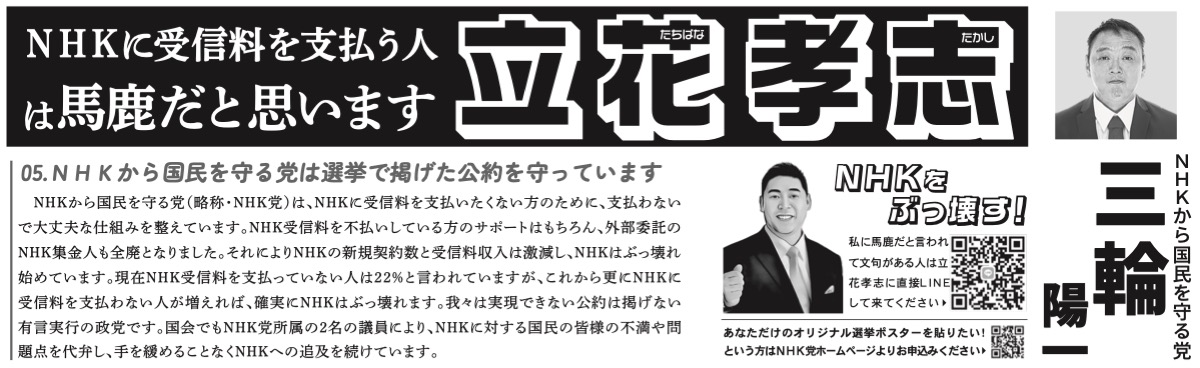 NHKに受信料を支払う人
は馬鹿だと思います
立花孝志
たちばな
たかし
05.NHKから国民を守る党は選挙で掲げた公約を守っています
NHKから国民を守る党(略称・NHK党)は、NHKに受信料を支払いたくない方のために、支払わない
で大丈夫な仕組みを整えています。NHK受信料を不払いしている方のサポートはもちろん、外部委託の
NHK集金人も全廃となりました。それによりNHKの新規契約数と受信料収入は激減し、NHKはぶっ壊れ
始めています。現在NHK受信料を支払っていない人は22%と言われていますが、これから更にNHKに
受信料を支払わない人が増えれば、確実にNHKはぶっ壊れます。我々は実現できない公約は掲げない
有言実行の政党です。国会でもNHK党所属の2名の議員により、NHKに対する国民の皆様の不満や問
題点を代弁し、手を緩めることなくNHKへの追及を続けています。
NHKを
ぶっ壊す!
私に馬鹿だと言われ
て文句がある人は立
花孝志に直接LINE
して来てください▶
あなただけのオリジナル選挙ポスターを貼りたい!
という方はNHK党ホームページよりお申込みください▶
NHKから国民を守る党
三輪
陽一